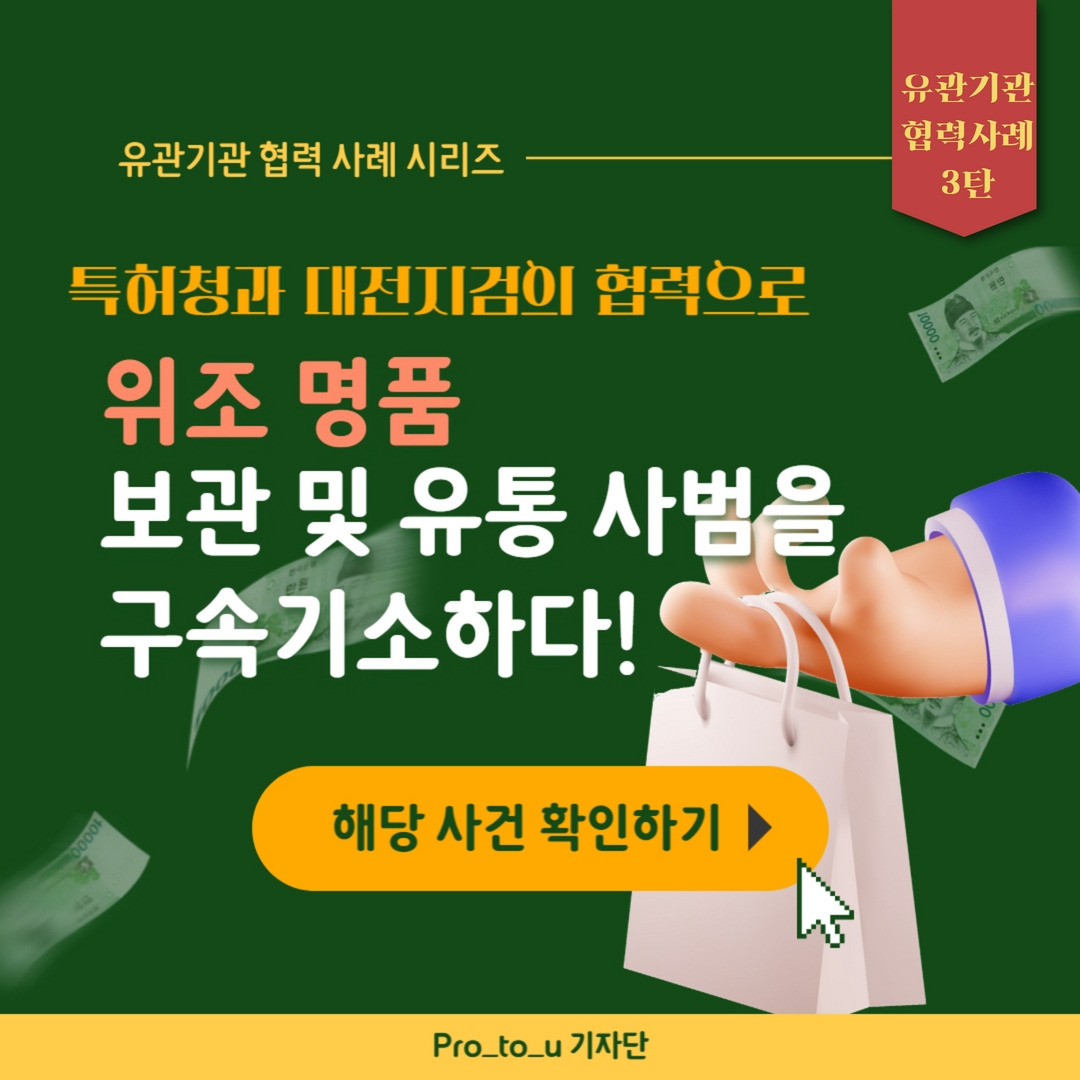 유관기관
협력사례
3탄
유관기관 협력 사례 시리즈
특허청과 대전지검의 협력으로
위조 명품
보관 및 유통 사범을
구속기소하다!
해당 사건 확인하기
Pro_to_u 기자단
10000
10000